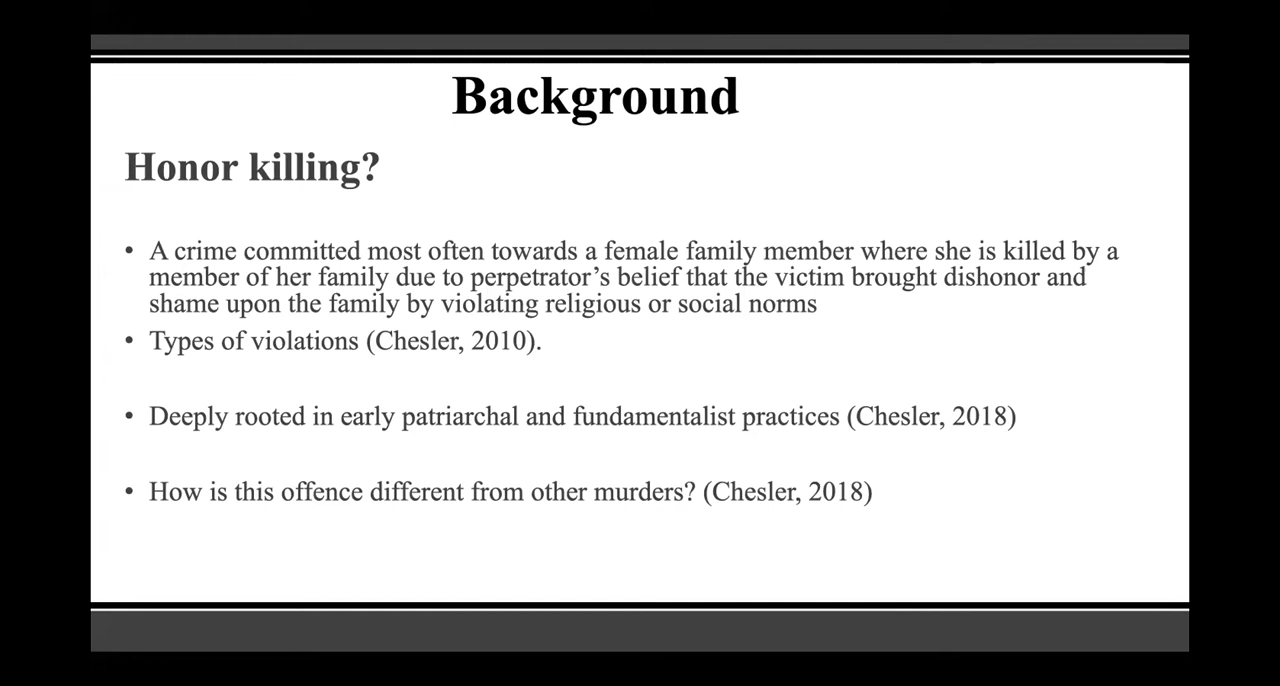 Background
Honor killing?
• A crime committed most often towards a female family member where she is killed by a
member of her family due to perpetrator’s belief that the victim brought dishonor and
shame upon the family by violating religious or social norms
• Types of violations (Chesler, 2010).
• Deeply rooted in early patriarchal and fundamentalist practices (Chesler, 2018)
• How is this offence different from other murders? (Chesler, 2018)